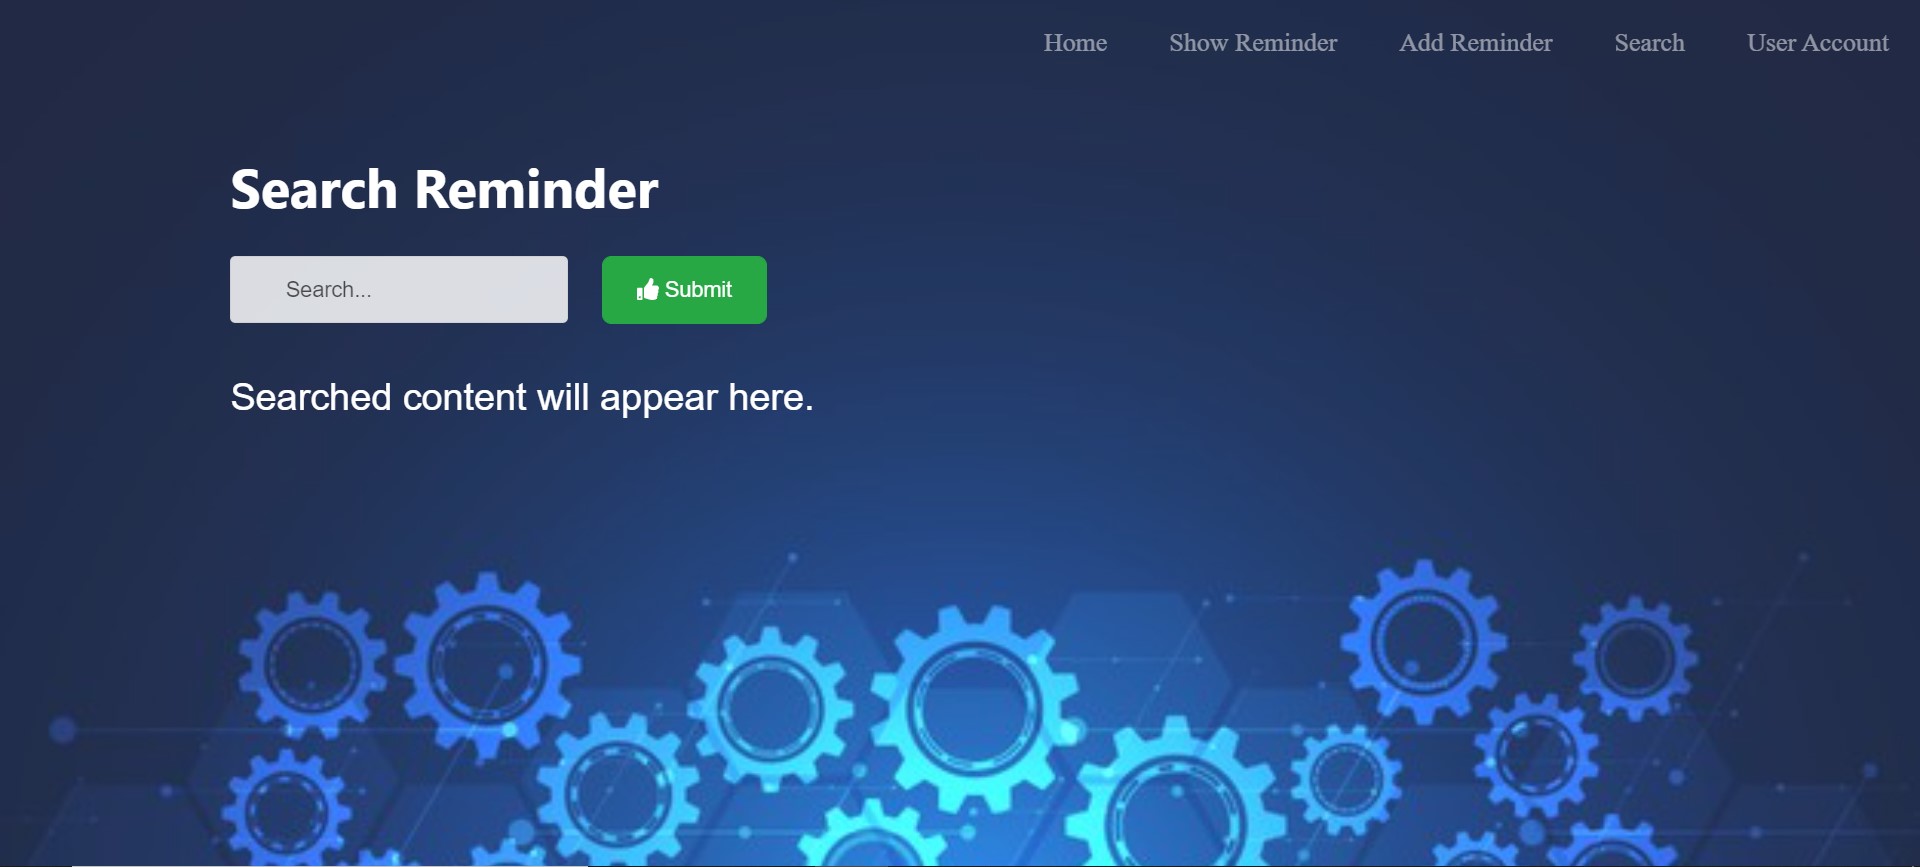 Home Show Reminder Add Reminder Search User Account
Search Reminder
Search... Submit
Searched content will appear here.